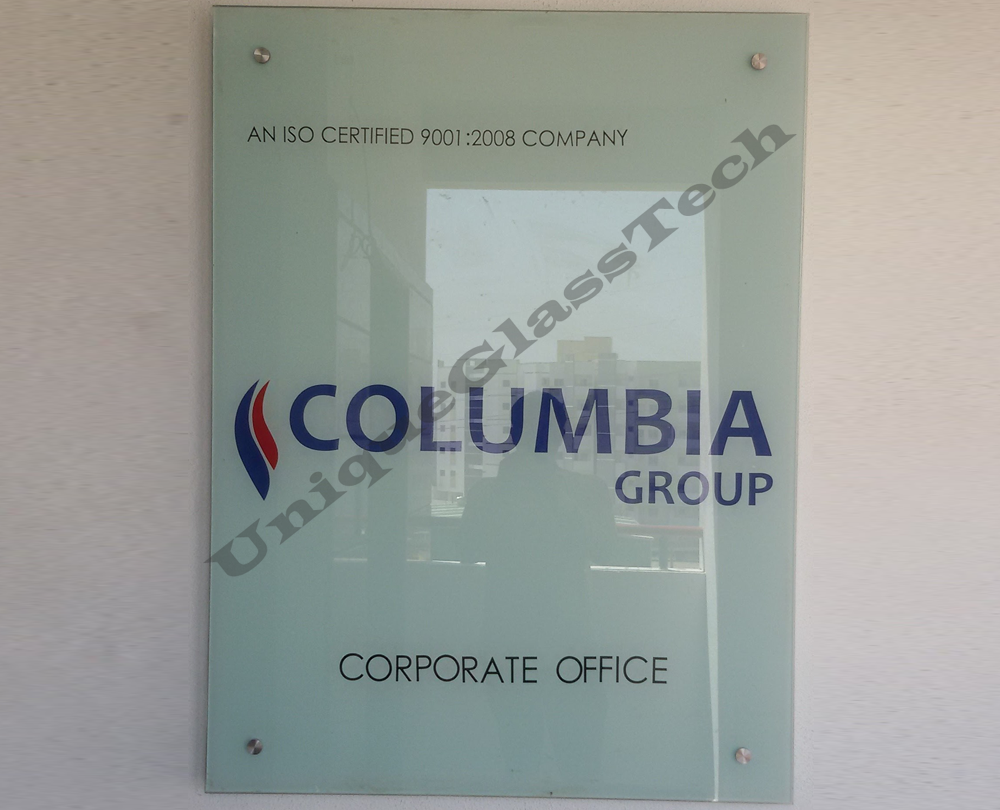 AN ISO CERTIFIED 9001:2008 COMPANY
UniqueGlassTech
COLUMBIA
GROUP
CORPORATE OFFICE